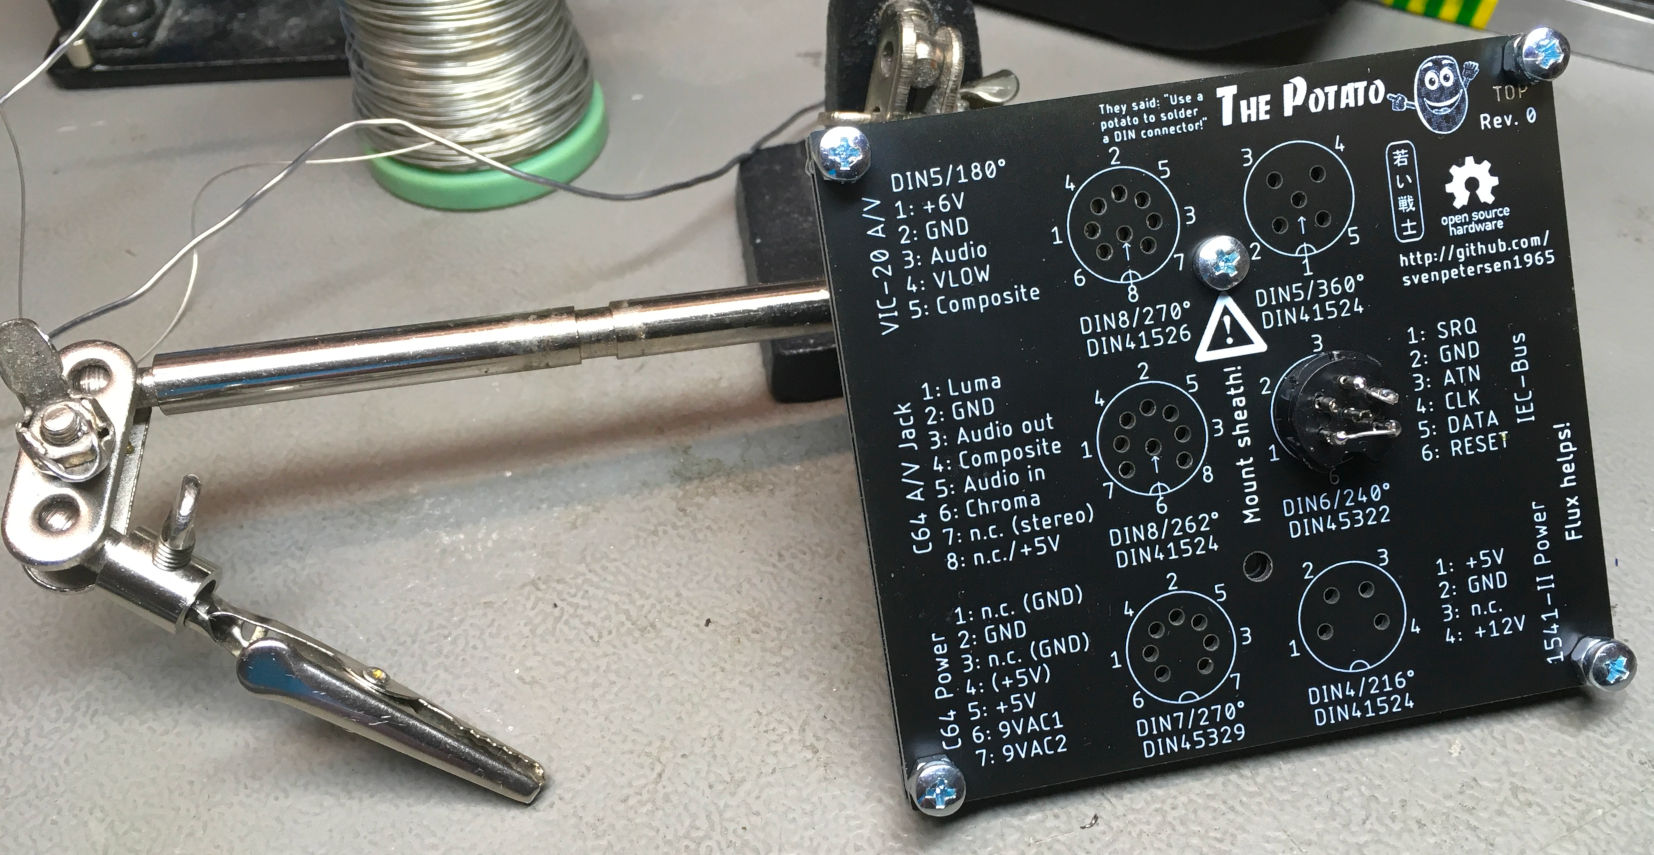 They said: "Use a
potato to solder
a DIN connector!"
THE POTATO
TOP
Rev. 0
DIN5/180°
1: +6V
2: GND
3: Audio
4: VLOW
5: Composite
VIC-20 A/V
2
4
5
1
3
6
7
8
DIN8/270°
DIN41526
3
4
2
5
1
DIN5/360°
DIN41524
若い戦士
open source
hardware
http://github.com/
svenpetersen1965
1: Luma
2: GND
3: Audio out
4: Composite
5: Audio in
6: Chroma
7: n.c. (stereo)
8: n.c./+5V
C64 A/V Jack
2
4
5
1
3
7
8
6
DIN8/262°
DIN41524
Mount sheath!
3
2
1
6
DIN6/240°
DIN45322
1: SRQ
2: GND
3: ATN
4: CLK
5: DATA
6: RESET
IEC-Bus
1: n.c. (GND)
2: GND
3: n.c. (GND)
4: (+5V)
5: +5V
6: 9VAC1
7: 9VAC2
C64 Power
2
4
5
1
3
6
7
DIN7/270°
DIN45329
2
3
1
4
DIN4/216°
DIN41524
1: +5V
2: GND
3: n.c.
4: +12V
1541-II Power
Flux helps!